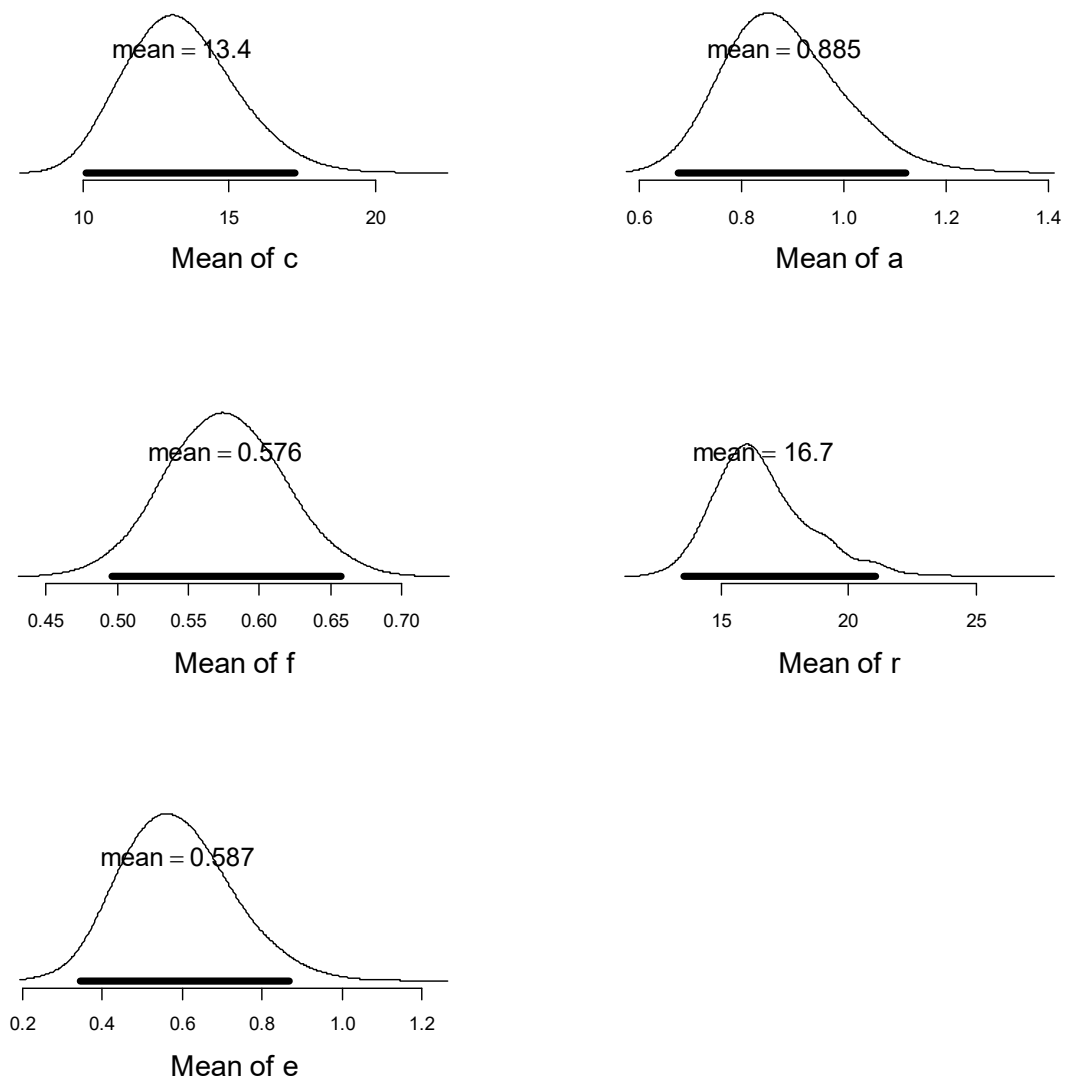 mean = 13.4
10 15 20
Mean of c
mean = 0.885
0.6 0.8 1.0 1.2 1.4
Mean of a
mean = 0.576
0.45 0.50 0.55 0.60 0.65 0.70
Mean of f
mean = 16.7
15 20 25
Mean of r
mean = 0.587
0.2 0.4 0.6 0.8 1.0 1.2
Mean of e